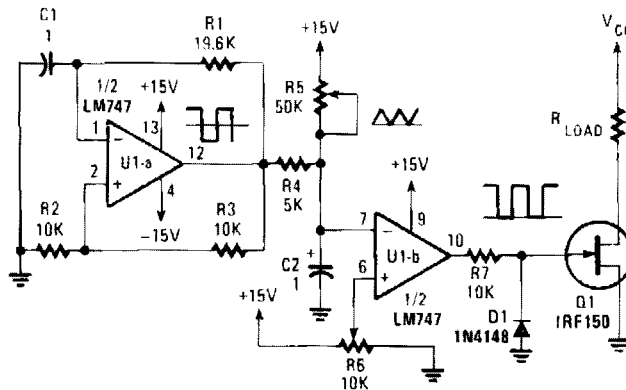 C1
1
R1
19.6K
+15V
V
R5
50K
1/2
LM747
+15V
1
13
−
U1-a
12
2
+
4
−15V
R2
10K
R3
10K
R4
5K
R
LOAD
+15V
7
9
−
U1-b
10
6
+
C2
1
+
R7
10K
Q1
IRF150
D1
1N4148
1/2
LM747
+15V
R6
10K